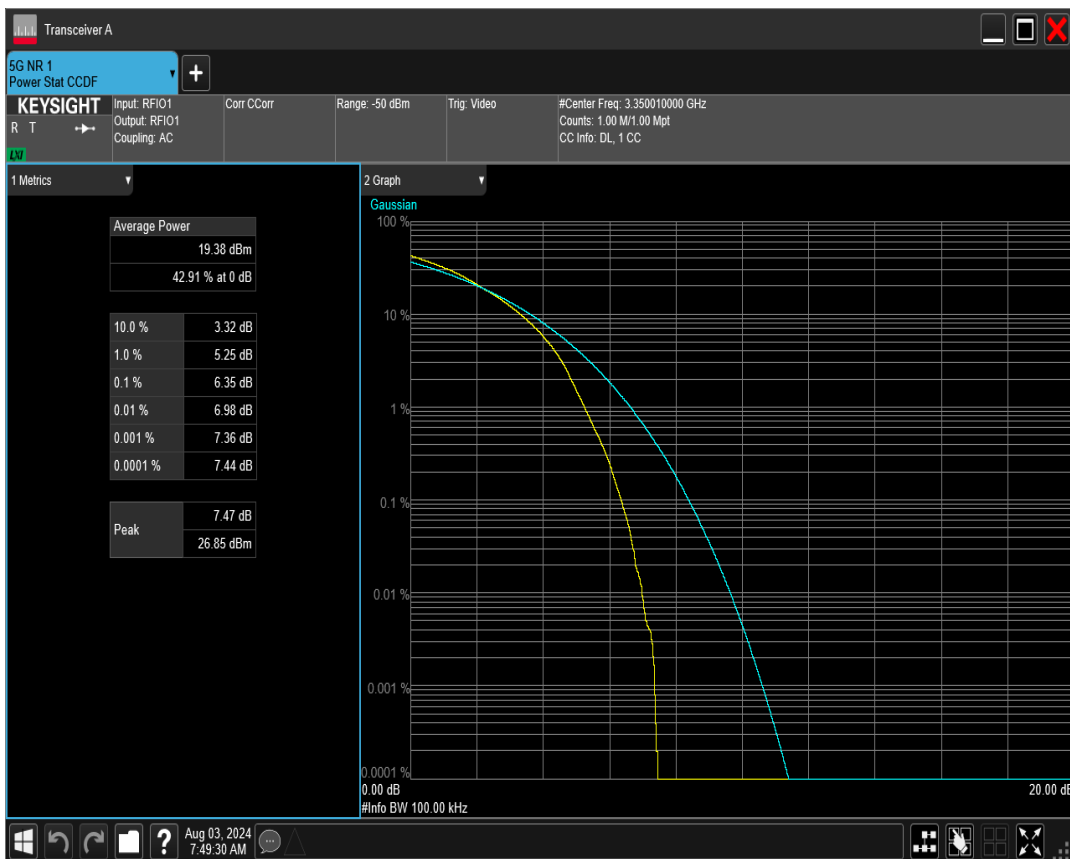 Transceiver A
5G NR 1
Power Stat CCDF
+
KEYSIGHT
R T
LXI
Input: RFIO1
Output: RFIO1
Coupling: AC
Corr CCorr
Range: -50 dBm
Trig: Video
#Center Freq: 3.350010000 GHz
Counts: 1.00 M/1.00 Mpt
CC Info: DL, 1 CC
1 Metrics
Average Power
19.38 dBm
42.91 % at 0 dB
10.0 % 3.32 dB
1.0 % 5.25 dB
0.1 % 6.35 dB
0.01 % 6.98 dB
0.001 % 7.36 dB
0.0001 % 7.44 dB
Peak 7.47 dB
26.85 dBm
2 Graph
Gaussian
100 %
10 %
1 %
0.1 %
0.01 %
0.001 %
0.0001 %
0.00 dB 20.00 dB
#Info BW 100.00 kHz
? Aug 03, 2024
7:49:30 AM